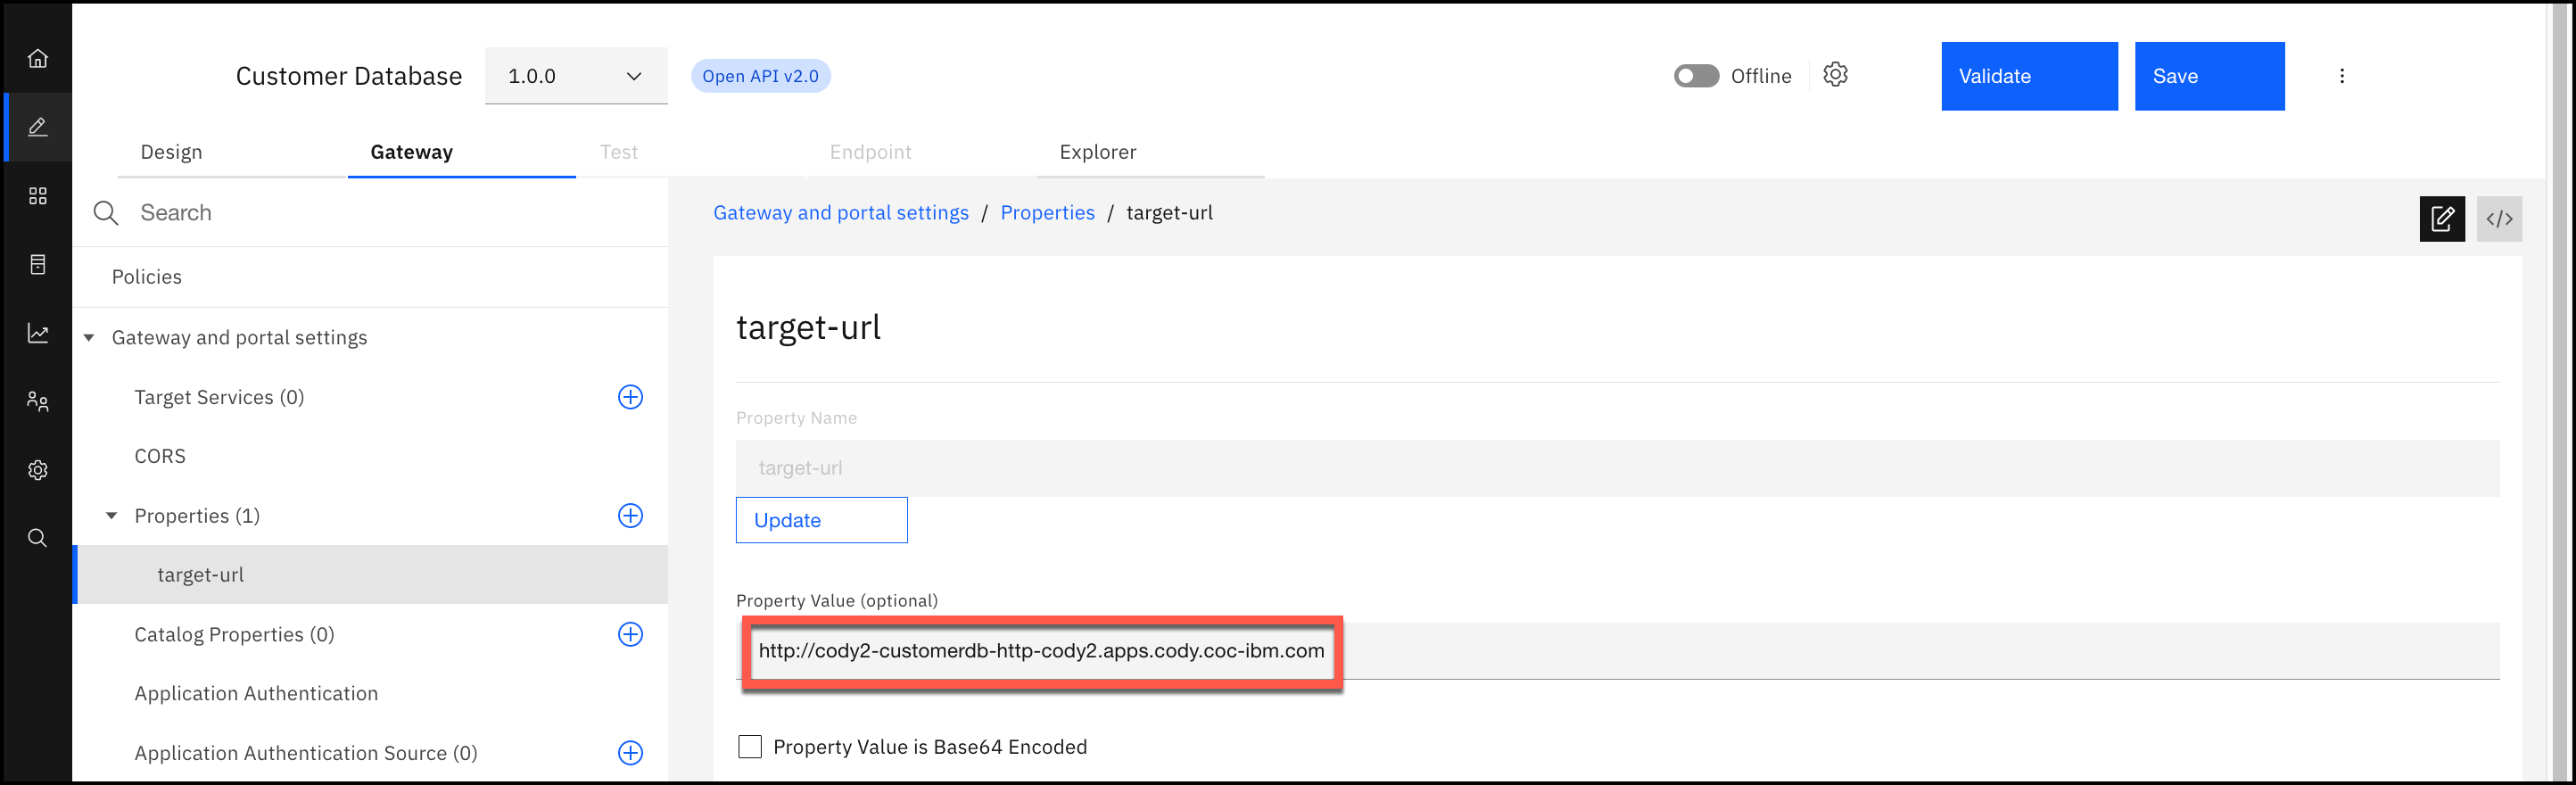 Customer Database
1.0.0
Open API v2.0
Offline
Validate
Save
Design
Gateway
Test
Endpoint
Explorer
Search
Policies
Gateway and portal settings
Target Services (0)
CORS
Properties (1)
target-url
Catalog Properties (0)
Application Authentication
Application Authentication Source (0)
Gateway and portal settings / Properties / target-url
target-url
Property Name
target-url
Update
Property Value (optional)
http://cody2-customerdb-http-cody2.apps.cody.coc-ibm.com
Property Value is Base64 Encoded